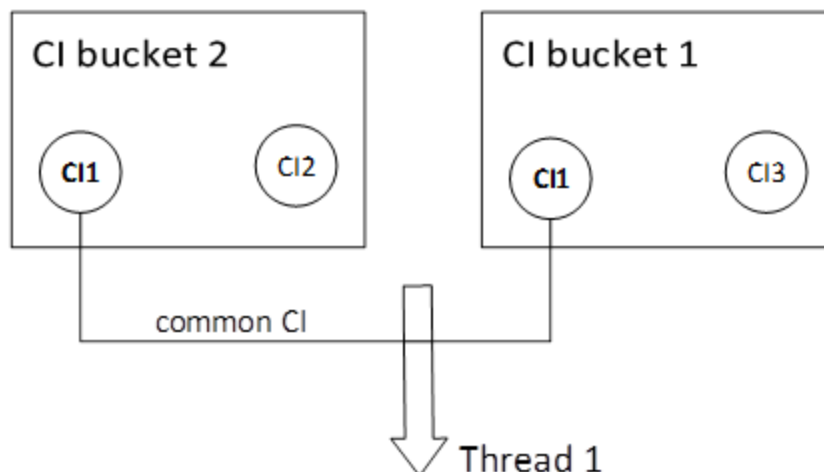 CI bucket 2
CI bucket 1
CI1
CI2
CI1
CI3
common CI
Thread 1